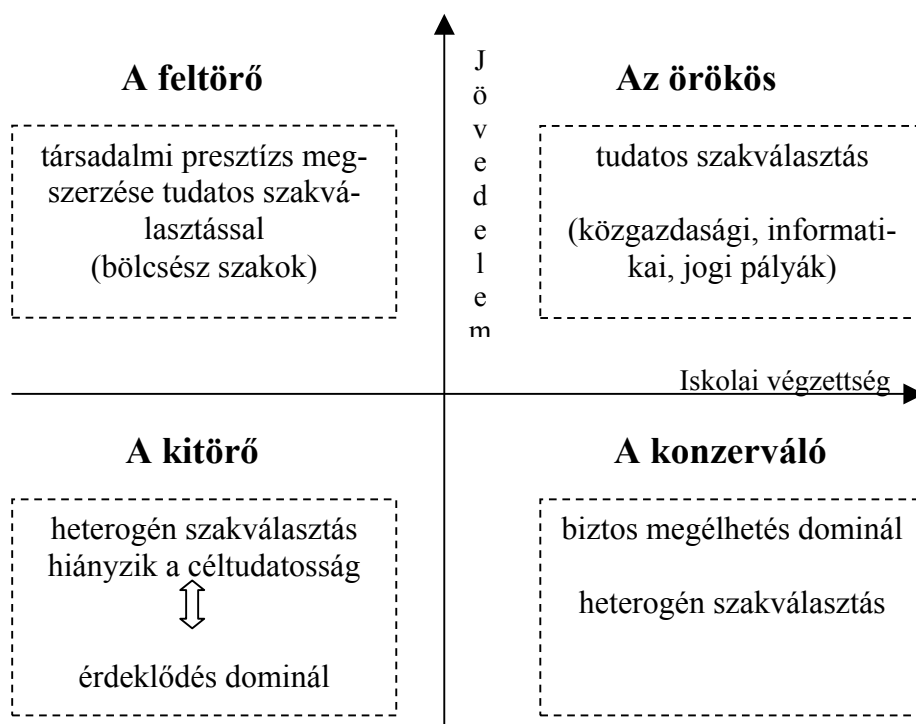 A feltörő
társadalmi presztízs meg-
szerzése tudatos szakvá-
lasztással
(bölcsész szakok)
J
ö
v
e
d
e
l
e
m
Az örökös
tudatos szakválasztás
(közgazdasági, informati-
kai, jogi pályák)
Iskolai végzettség
A kitörő
heterogén szakválasztás
hiányzik a céltudatosság
érdeklődés dominál
A konzerváló
biztos megélhetés dominál
heterogén szakválasztás